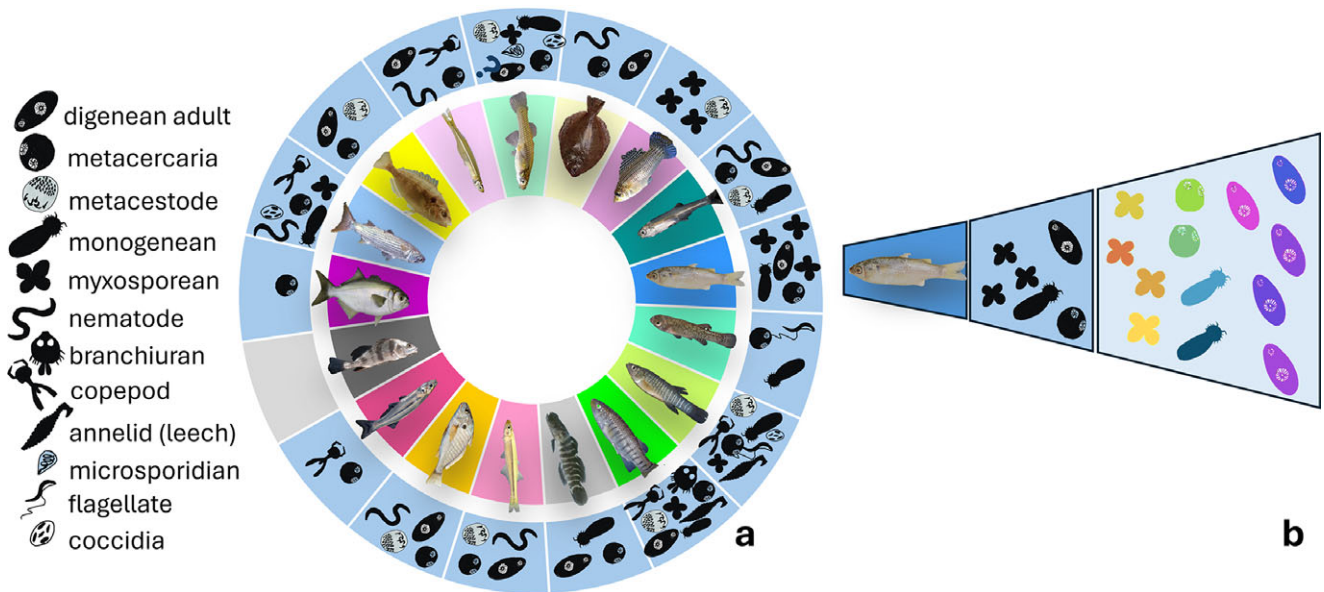 digenean adult
metacercaria
metacestode
monogenean
myxosporean
nematode
branchiuran
copepod
annelid (leech)
microsporidian
flagellate
coccidia
a
b